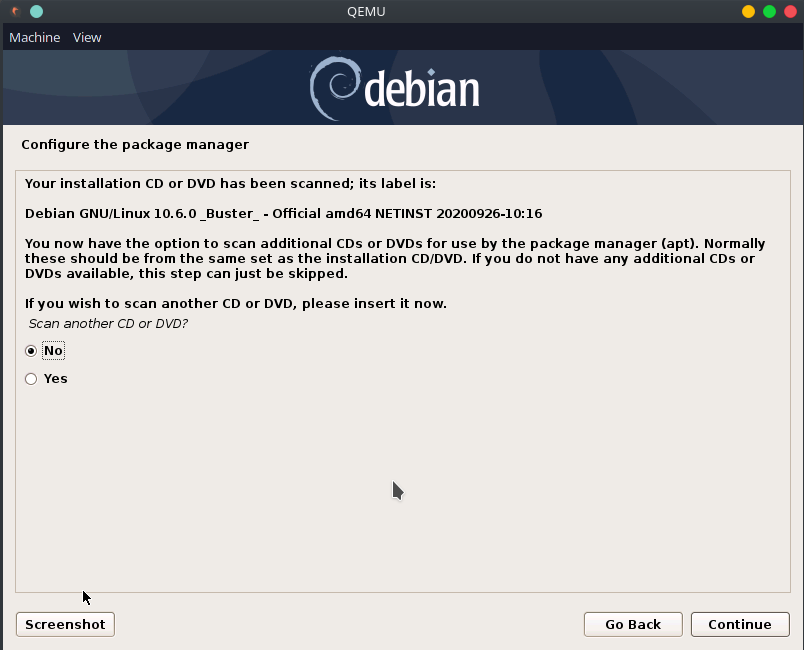 QEMU
Machine View
debian
Configure the package manager
Your installation CD or DVD has been scanned; its label is:
Debian GNU/Linux 10.6.0 _Buster_ - Official amd64 NETINST 20200926-10:16
You now have the option to scan additional CDs or DVDs for use by the package manager (apt). Normally
these should be from the same set as the installation CD/DVD. If you do not have any additional CDs or
DVDs available, this step can just be skipped.
If you wish to scan another CD or DVD, please insert it now.
Scan another CD or DVD?
No
Yes
Screenshot Go Back Continue